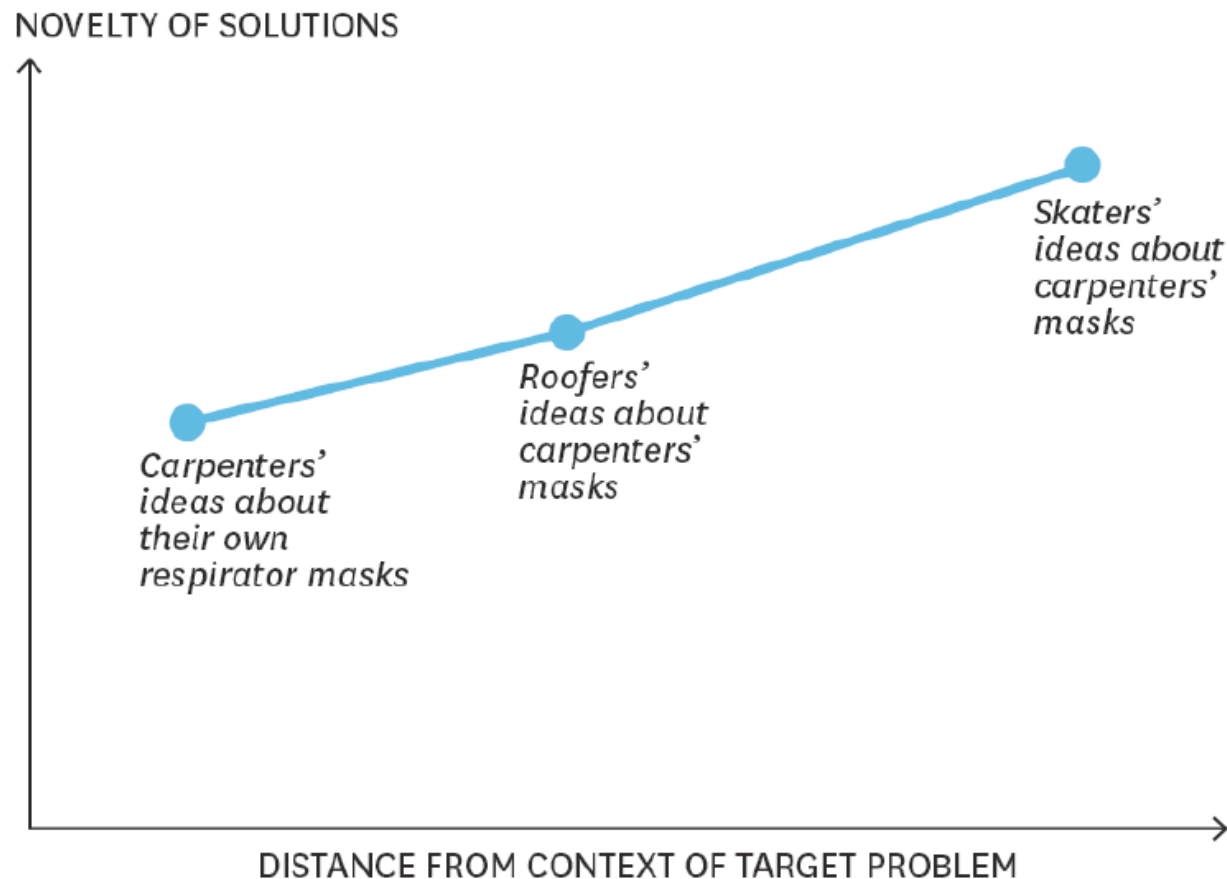 NOVELTY OF SOLUTIONS
Skaters’
ideas about
carpenters’
masks
Roofers’
ideas about
carpenters’
masks
Carpenters’
ideas about
their own
respirator masks
DISTANCE FROM CONTEXT OF TARGET PROBLEM